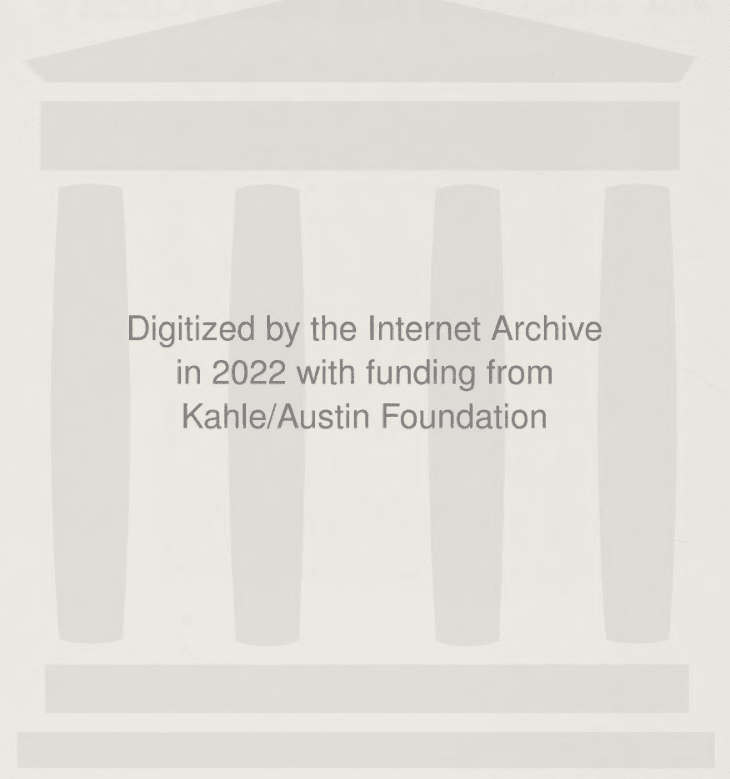 Digitized by the Internet Archive
in 2022 with funding from
Kahle/Austin Foundation